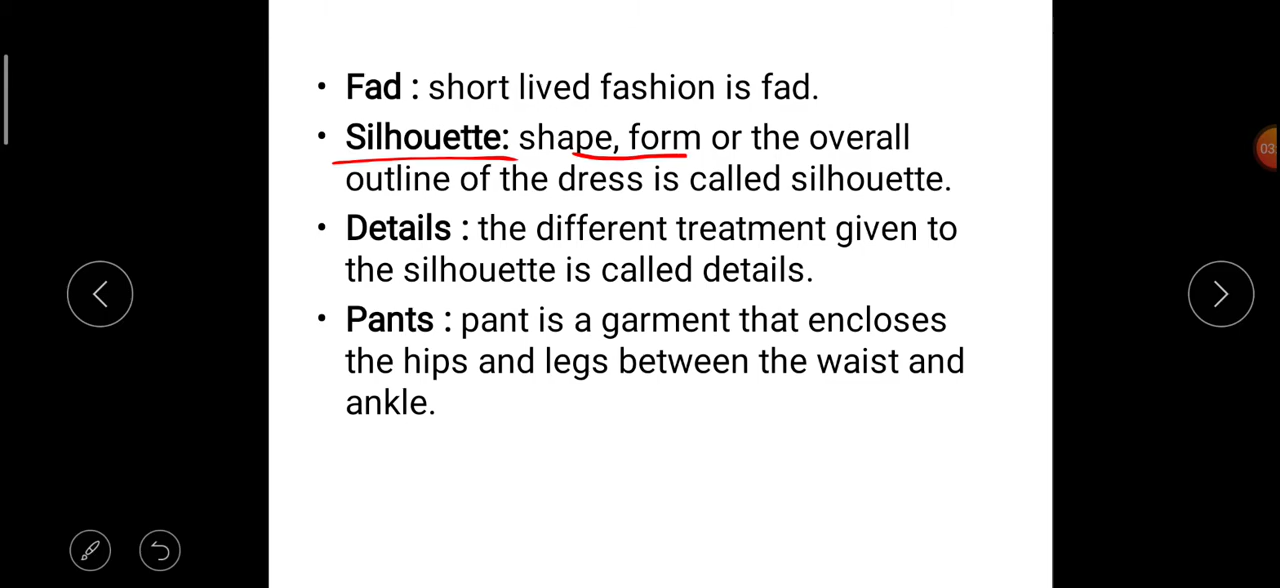 • Fad : short lived fashion is fad.
• Silhouette: shape, form or the overall
outline of the dress is called silhouette.
• Details : the different treatment given to
the silhouette is called details.
• Pants : pant is a garment that encloses
the hips and legs between the waist and
ankle.
03: